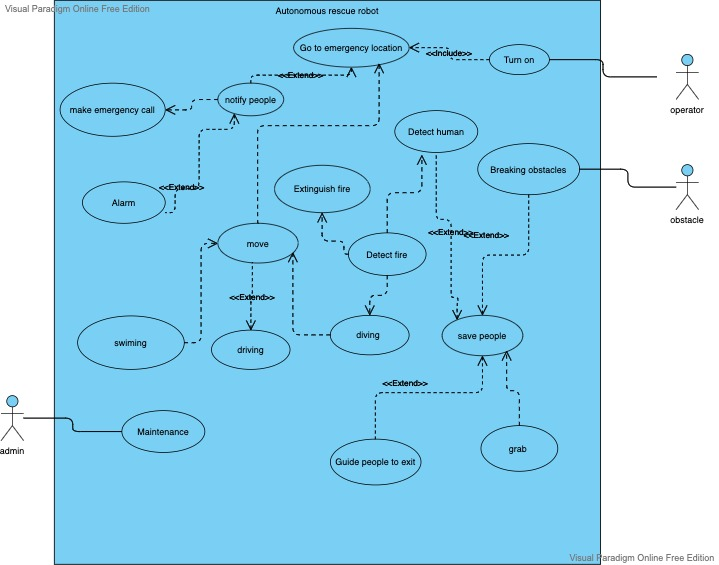 Visual Paradigm Online Free Edition
Autonomous rescue robot
Go to emergency location
<<Include>>
Turn on
<<Extend>>
notify people
make emergency call
operator
Detect human
Breaking obstacles
<<Extend>>
Extinguish fire
Alarm
obstacle
<<Extend>>
<<Extend>>
move
Detect fire
<<Extend>>
swiming
driving
diving
save people
<<Extend>>
Maintenance
admin
Guide people to exit
grab
Visual Paradigm Online Free Edition